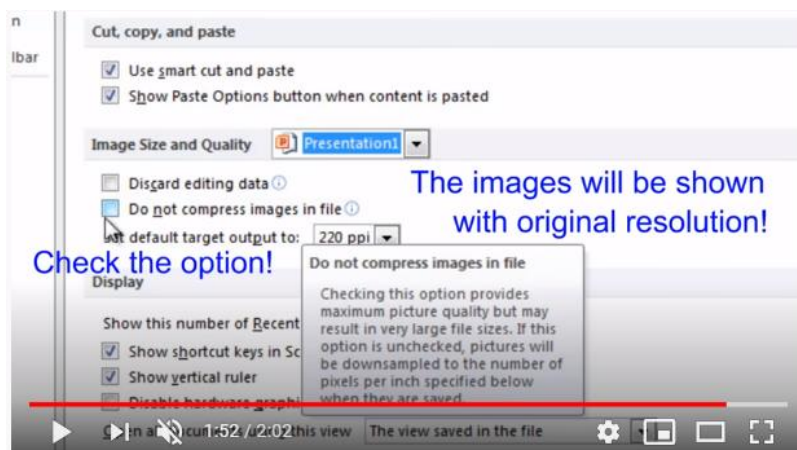 n
lbar
Cut, copy, and paste
Use smart cut and paste
Show Paste Options button when content is pasted
Image Size and Quality Presentation1
Discard editing data
Do not compress images in file
default target output to: 220 ppi
The images will be shown
with original resolution!
Check the option!
Display
Do not compress images in file
Checking this option provides
maximum picture quality but may
result in very large file sizes. If this
option is unchecked, pictures will
be downsampled to the number of
pixels per inch specified below
when they are saved.
Show this number of Recent
Show shortcut keys in Sc
Show vertical ruler
Disable hardware graphi
1:52 / 2:02
this view The view saved in the file